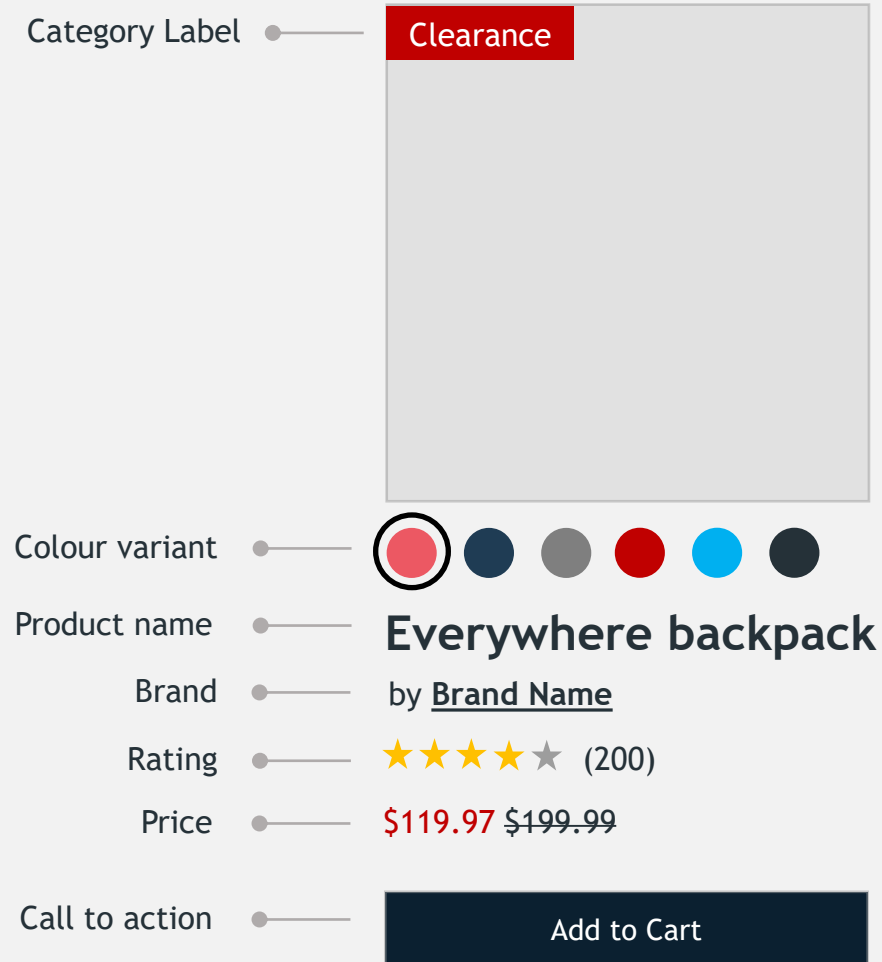 Category Label
Clearance
Colour variant
Product name
Everywhere backpack
Brand
by Brand Name
Rating
(200)
Price
$119.97 $199.99
Call to action
Add to Cart